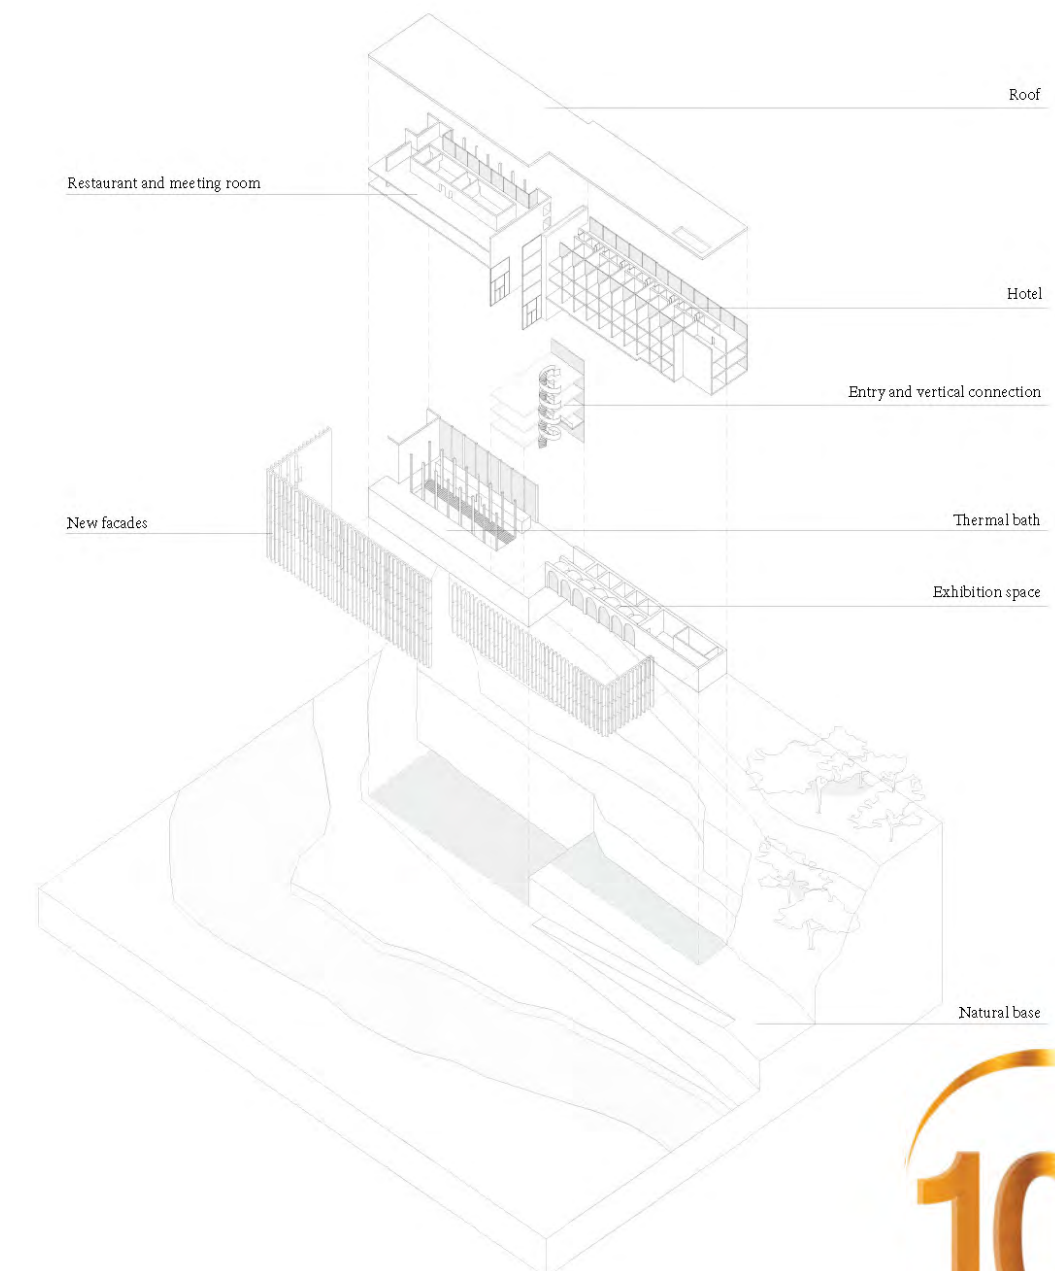 Roof
Restaurant and meeting room
Hotel
Entry and vertical connection
New facades
Thermal bath
Exhibition space
Natural base
10